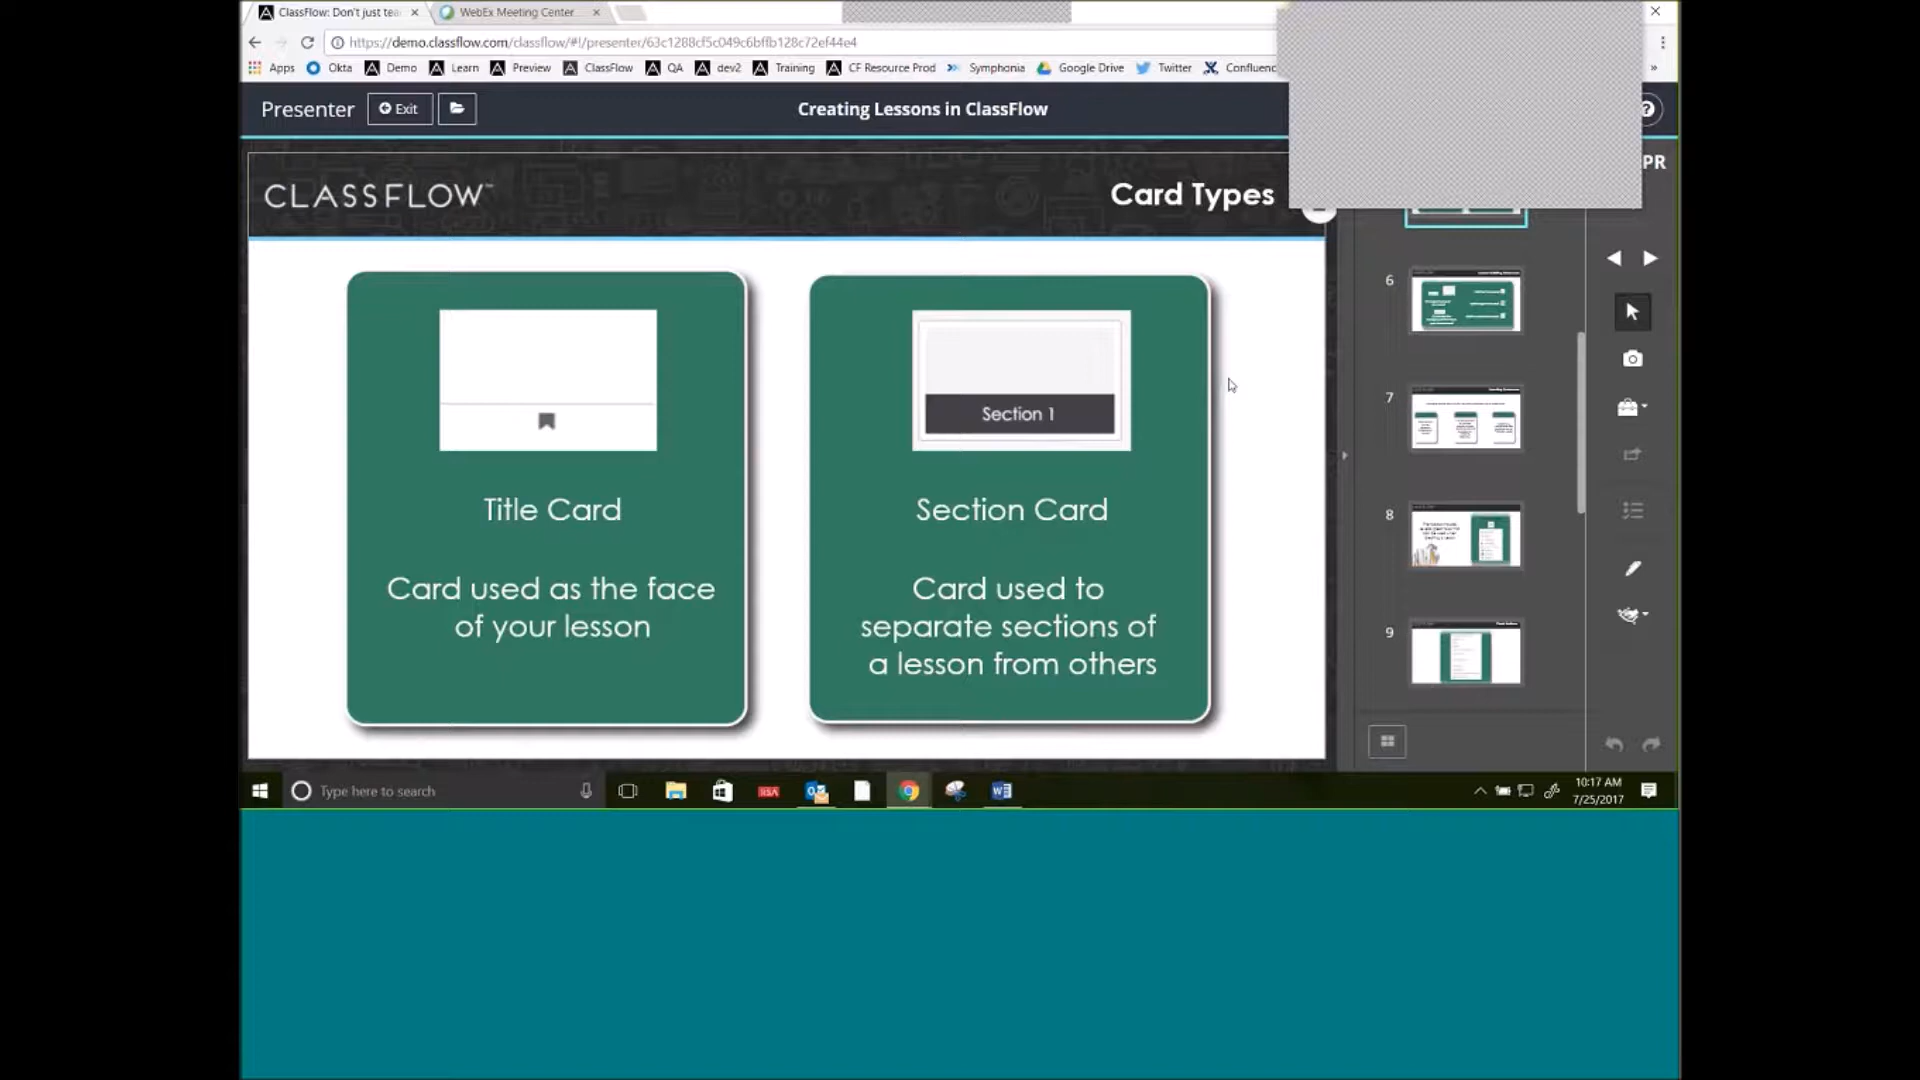 ClassFlow: Don't just tea
WebEx Meeting Center
https://demo.classflow.com/classflow/#!/presenter/63c1288cf5c049c6bffb128c72ef44e4
Apps Okta Demo Learn Preview ClassFlow QA dev2 Training CF Resource Prod Symphonia Google Drive Twitter Confluenc
Presenter Exit Creating Lessons in ClassFlow
PR
CLASSFLOW™ Card Types
Section 1
Title Card
Card used as the face
of your lesson
Section Card
Card used to
separate sections of
a lesson from others
6
7
8
9
Type here to search
RSA
10:17 AM
7/25/2017